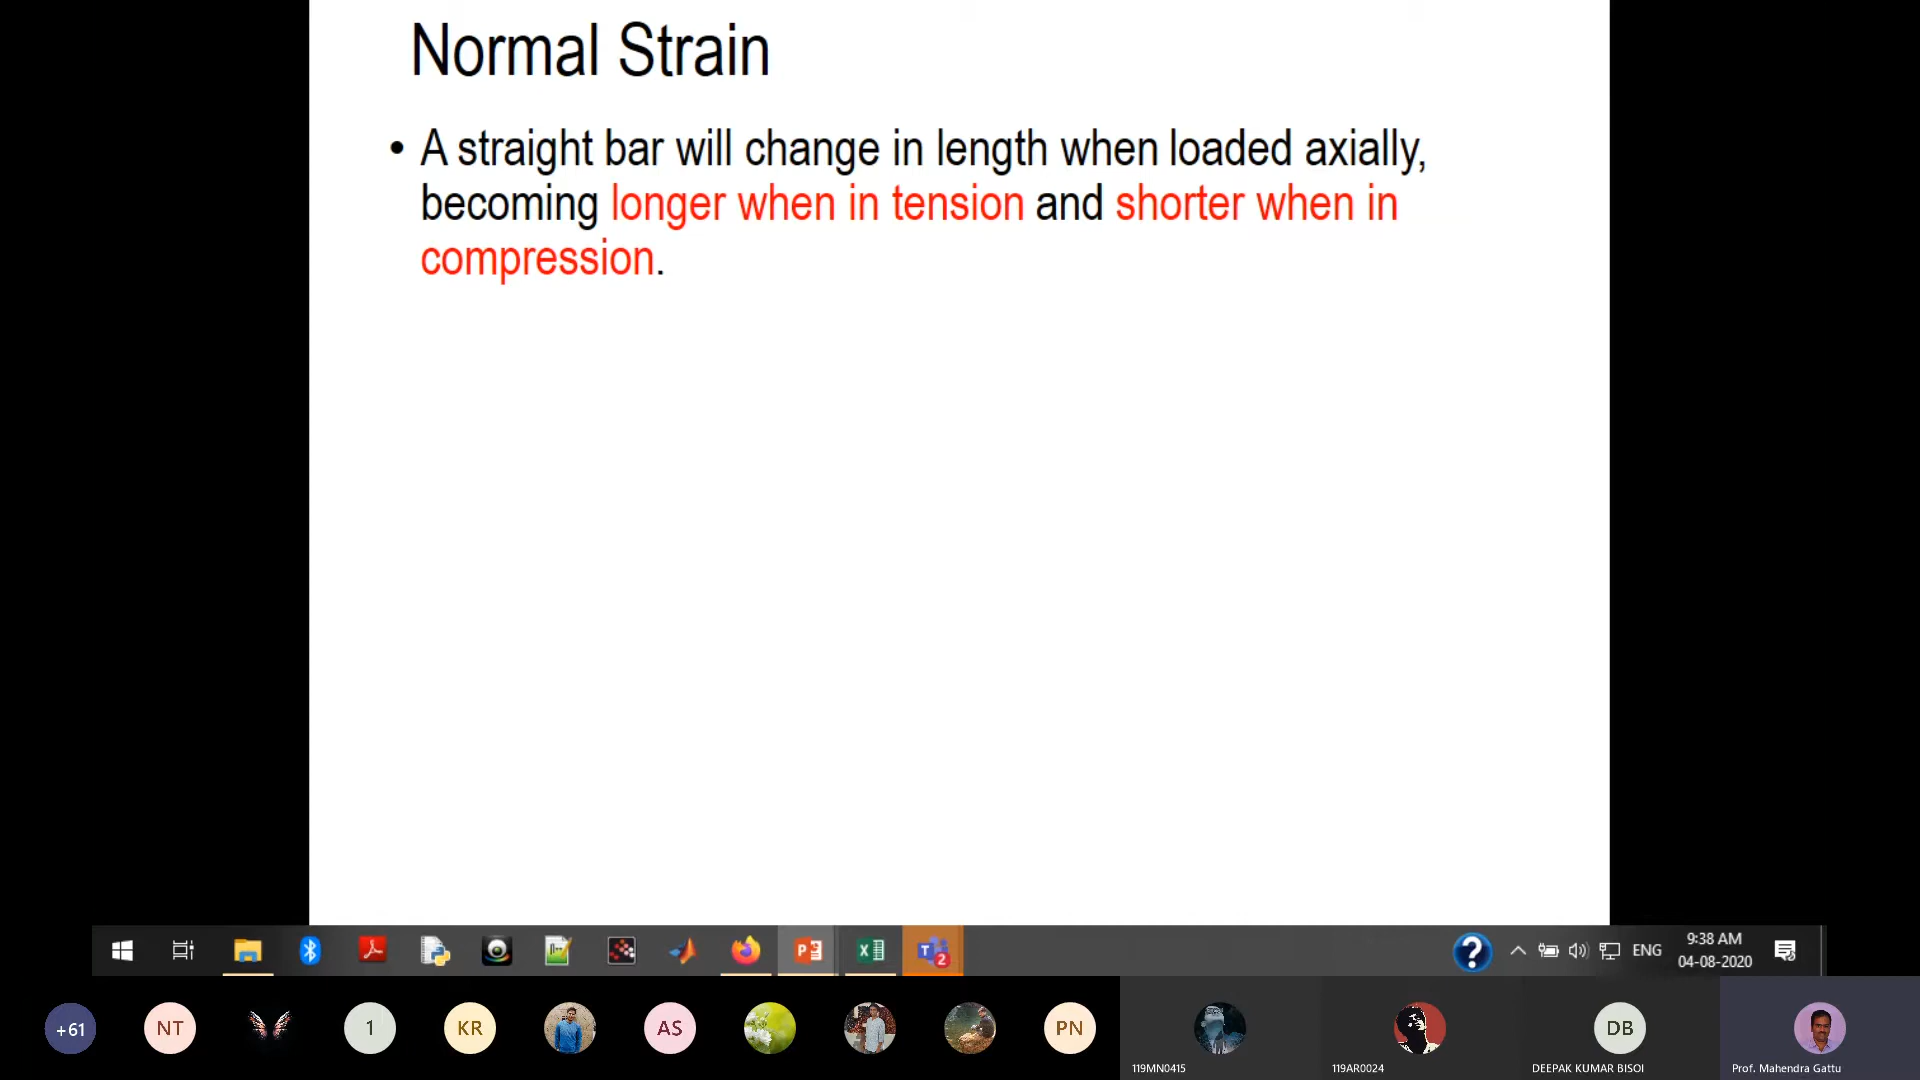 Normal Strain
• A straight bar will change in length when loaded axially,
becoming longer when in tension and shorter when in
compression.
9:38 AM
ENG
04-08-2020
+61
NT
1
KR
AS
PN
DB
119MN0415
119AR0024
DEEPAK KUMAR BISOI
Prof. Mahendra Gattu